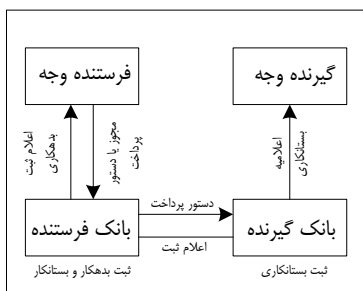 گیرنده وجه
فرستنده وجه
اعلامیه
بستانکاری
مجوز یا دستور
پرداخت
اعلام ثبت
بدهکاری
دستور پرداخت
بانک گیرنده
بانک فرستنده
اعلام ثبت
ثبت بستانکاری
ثبت بدهکار و بستانکار